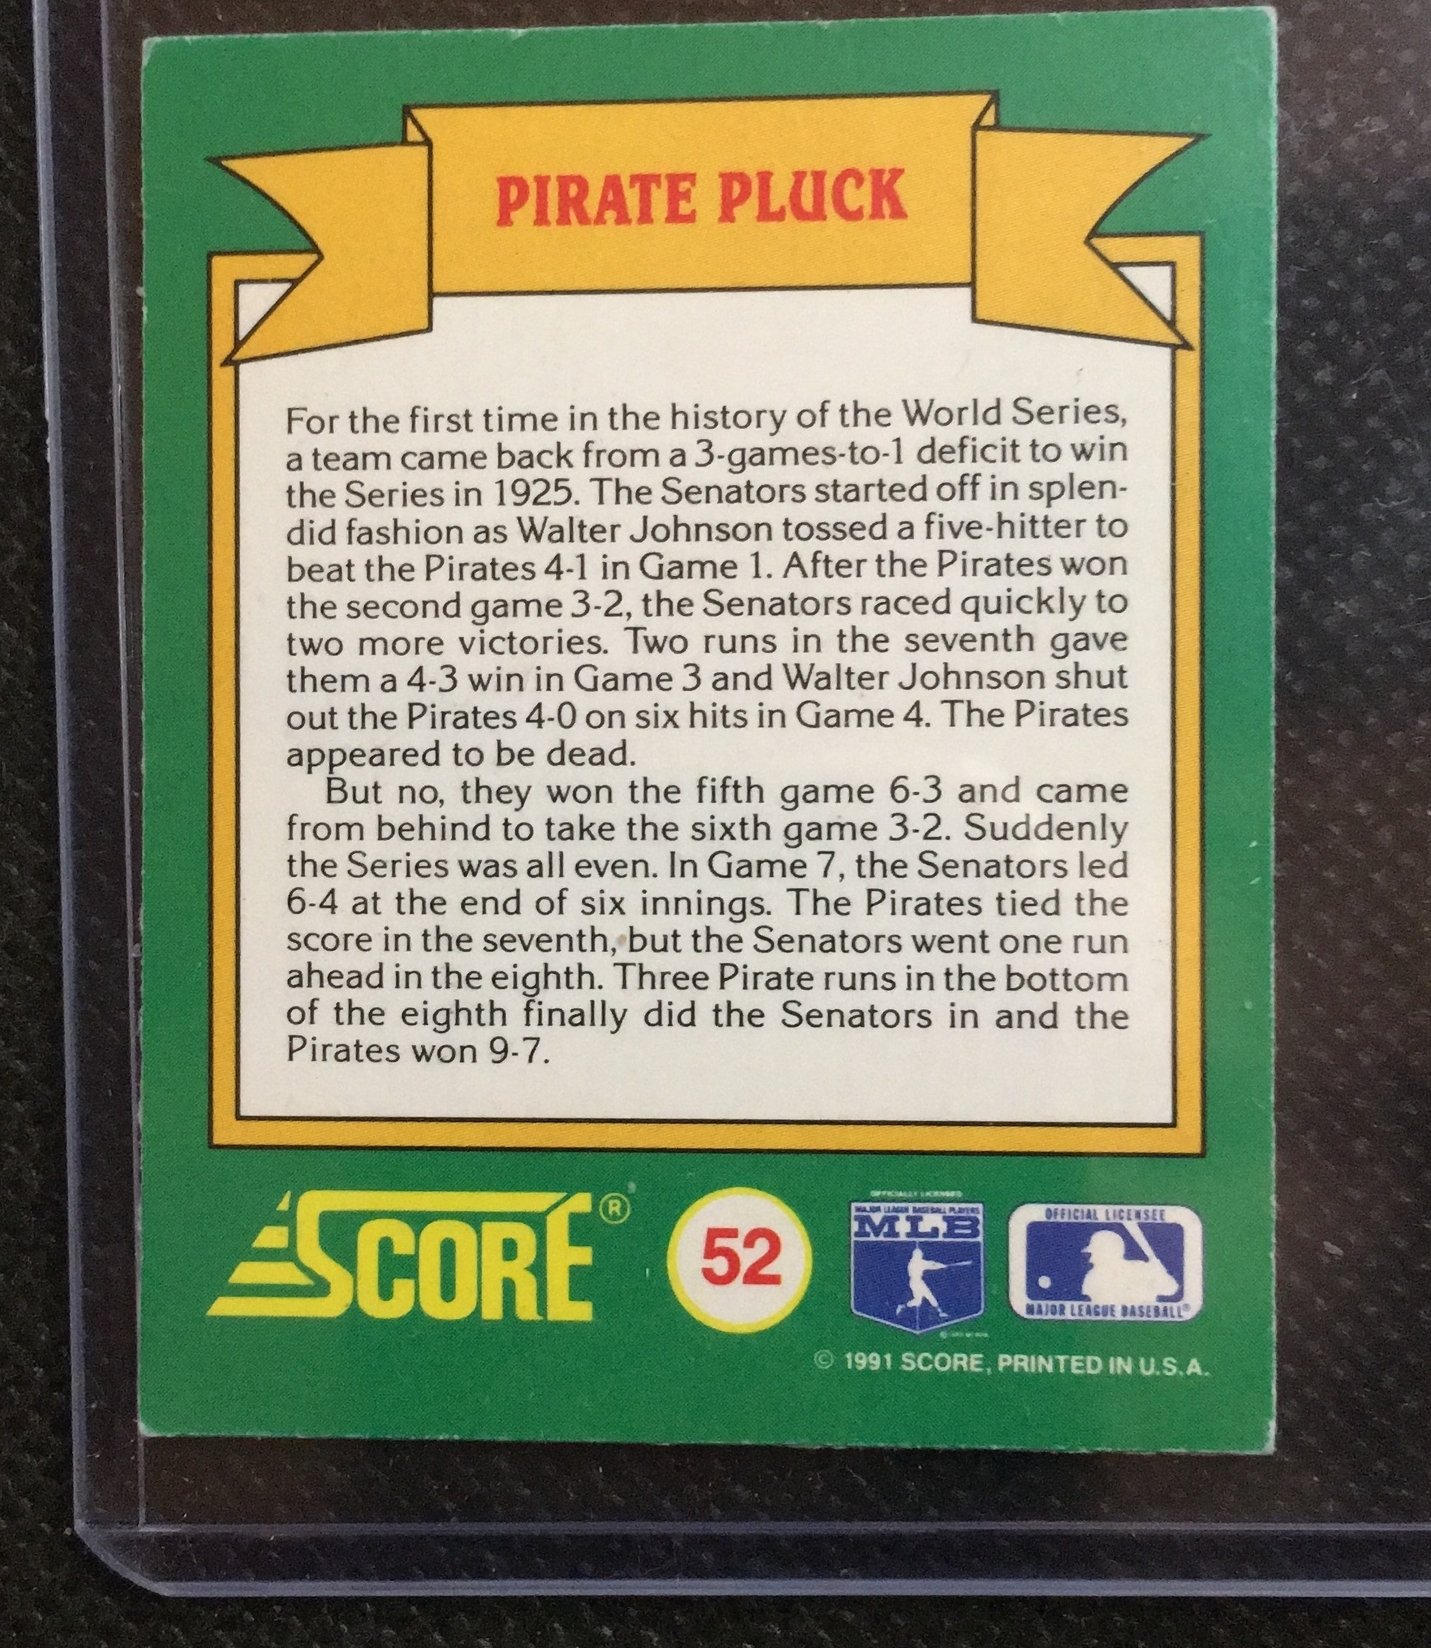 PIRATE PLUCK
For the first time in the history of the World Series,
a team came back from a 3-games-to-1 deficit to win
the Series in 1925. The Senators started off in splen-
did fashion as Walter Johnson tossed a five-hitter to
beat the Pirates 4-1 in Game 1. After the Pirates won
the second game 3-2, the Senators raced quickly to
two more victories. Two runs in the seventh gave
them a 4-3 win in Game 3 and Walter Johnson shut
out the Pirates 4-0 on six hits in Game 4. The Pirates
appeared to be dead.
But no, they won the fifth game 6-3 and came
from behind to take the sixth game 3-2. Suddenly
the Series was all even. In Game 7, the Senators led
6-4 at the end of six innings. The Pirates tied the
score in the seventh, but the Senators went one run
ahead in the eighth. Three Pirate runs in the bottom
of the eighth finally did the Senators in and the
Pirates won 9-7.
SCORE®
52
OFFICIALLY LICENSED
MAJOR LEAGUE BASEBALL PLAYERS
MLB
OFFICIAL LICENSEE
MAJOR LEAGUE BASEBALL®
© 1991 SCORE, PRINTED IN U.S.A.